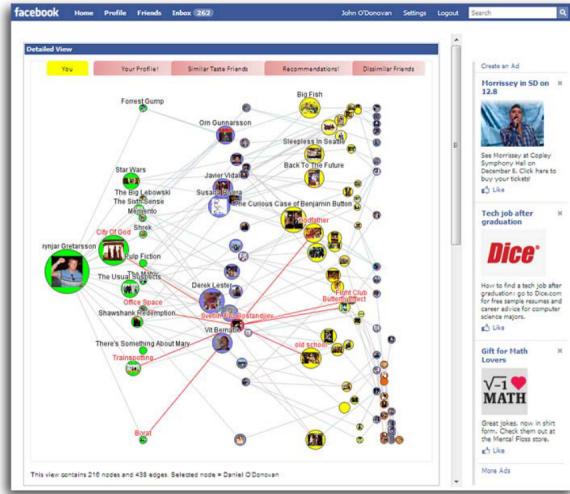 facebook
Home Profile Friends Inbox 262
John O'Donovan Settings Logout
Search
Detailed View
You
Your Profile!
Similar Taste Friends
Recommendations!
Dissimilar Friends
Forrest Gump
Big Fish
Orn Gunnarsson
Sleepless In Seattle
Star Wars
Javier Vidal
Back To The Future
The Big Lebowski
The Sixth Sense
Memento
Curious Case of Benjamin Button
Shrek
Godfather
City Of God
ynjar Gretarsson
Pulp Fiction
The Usual Suspects
Derek Lester
Fight Club
Butterfly Effect
Office Space
Shawshank Redemption
Vit Bernatik
There's Something About Mary
old school
Trainspotting
Borat
This view contains 216 nodes and 435 edges. Selected node = Daniel O'Donovan
Create an Ad
Morrissey in SD on
12.8
See Morrissey at Copley
Symphony Hall on
December 8. Click here to
buy your tickets!
Like
Tech job after
graduation
Dice
How to find a tech job after
graduation: go to Dice.com
for free sample resumes and
career advice for computer
science majors.
Like
Gift for Math
Lovers
√-1
MATH
Great jokes, now in shirt
form. Check them out at
the Mental Floss store.
Like
More Ads